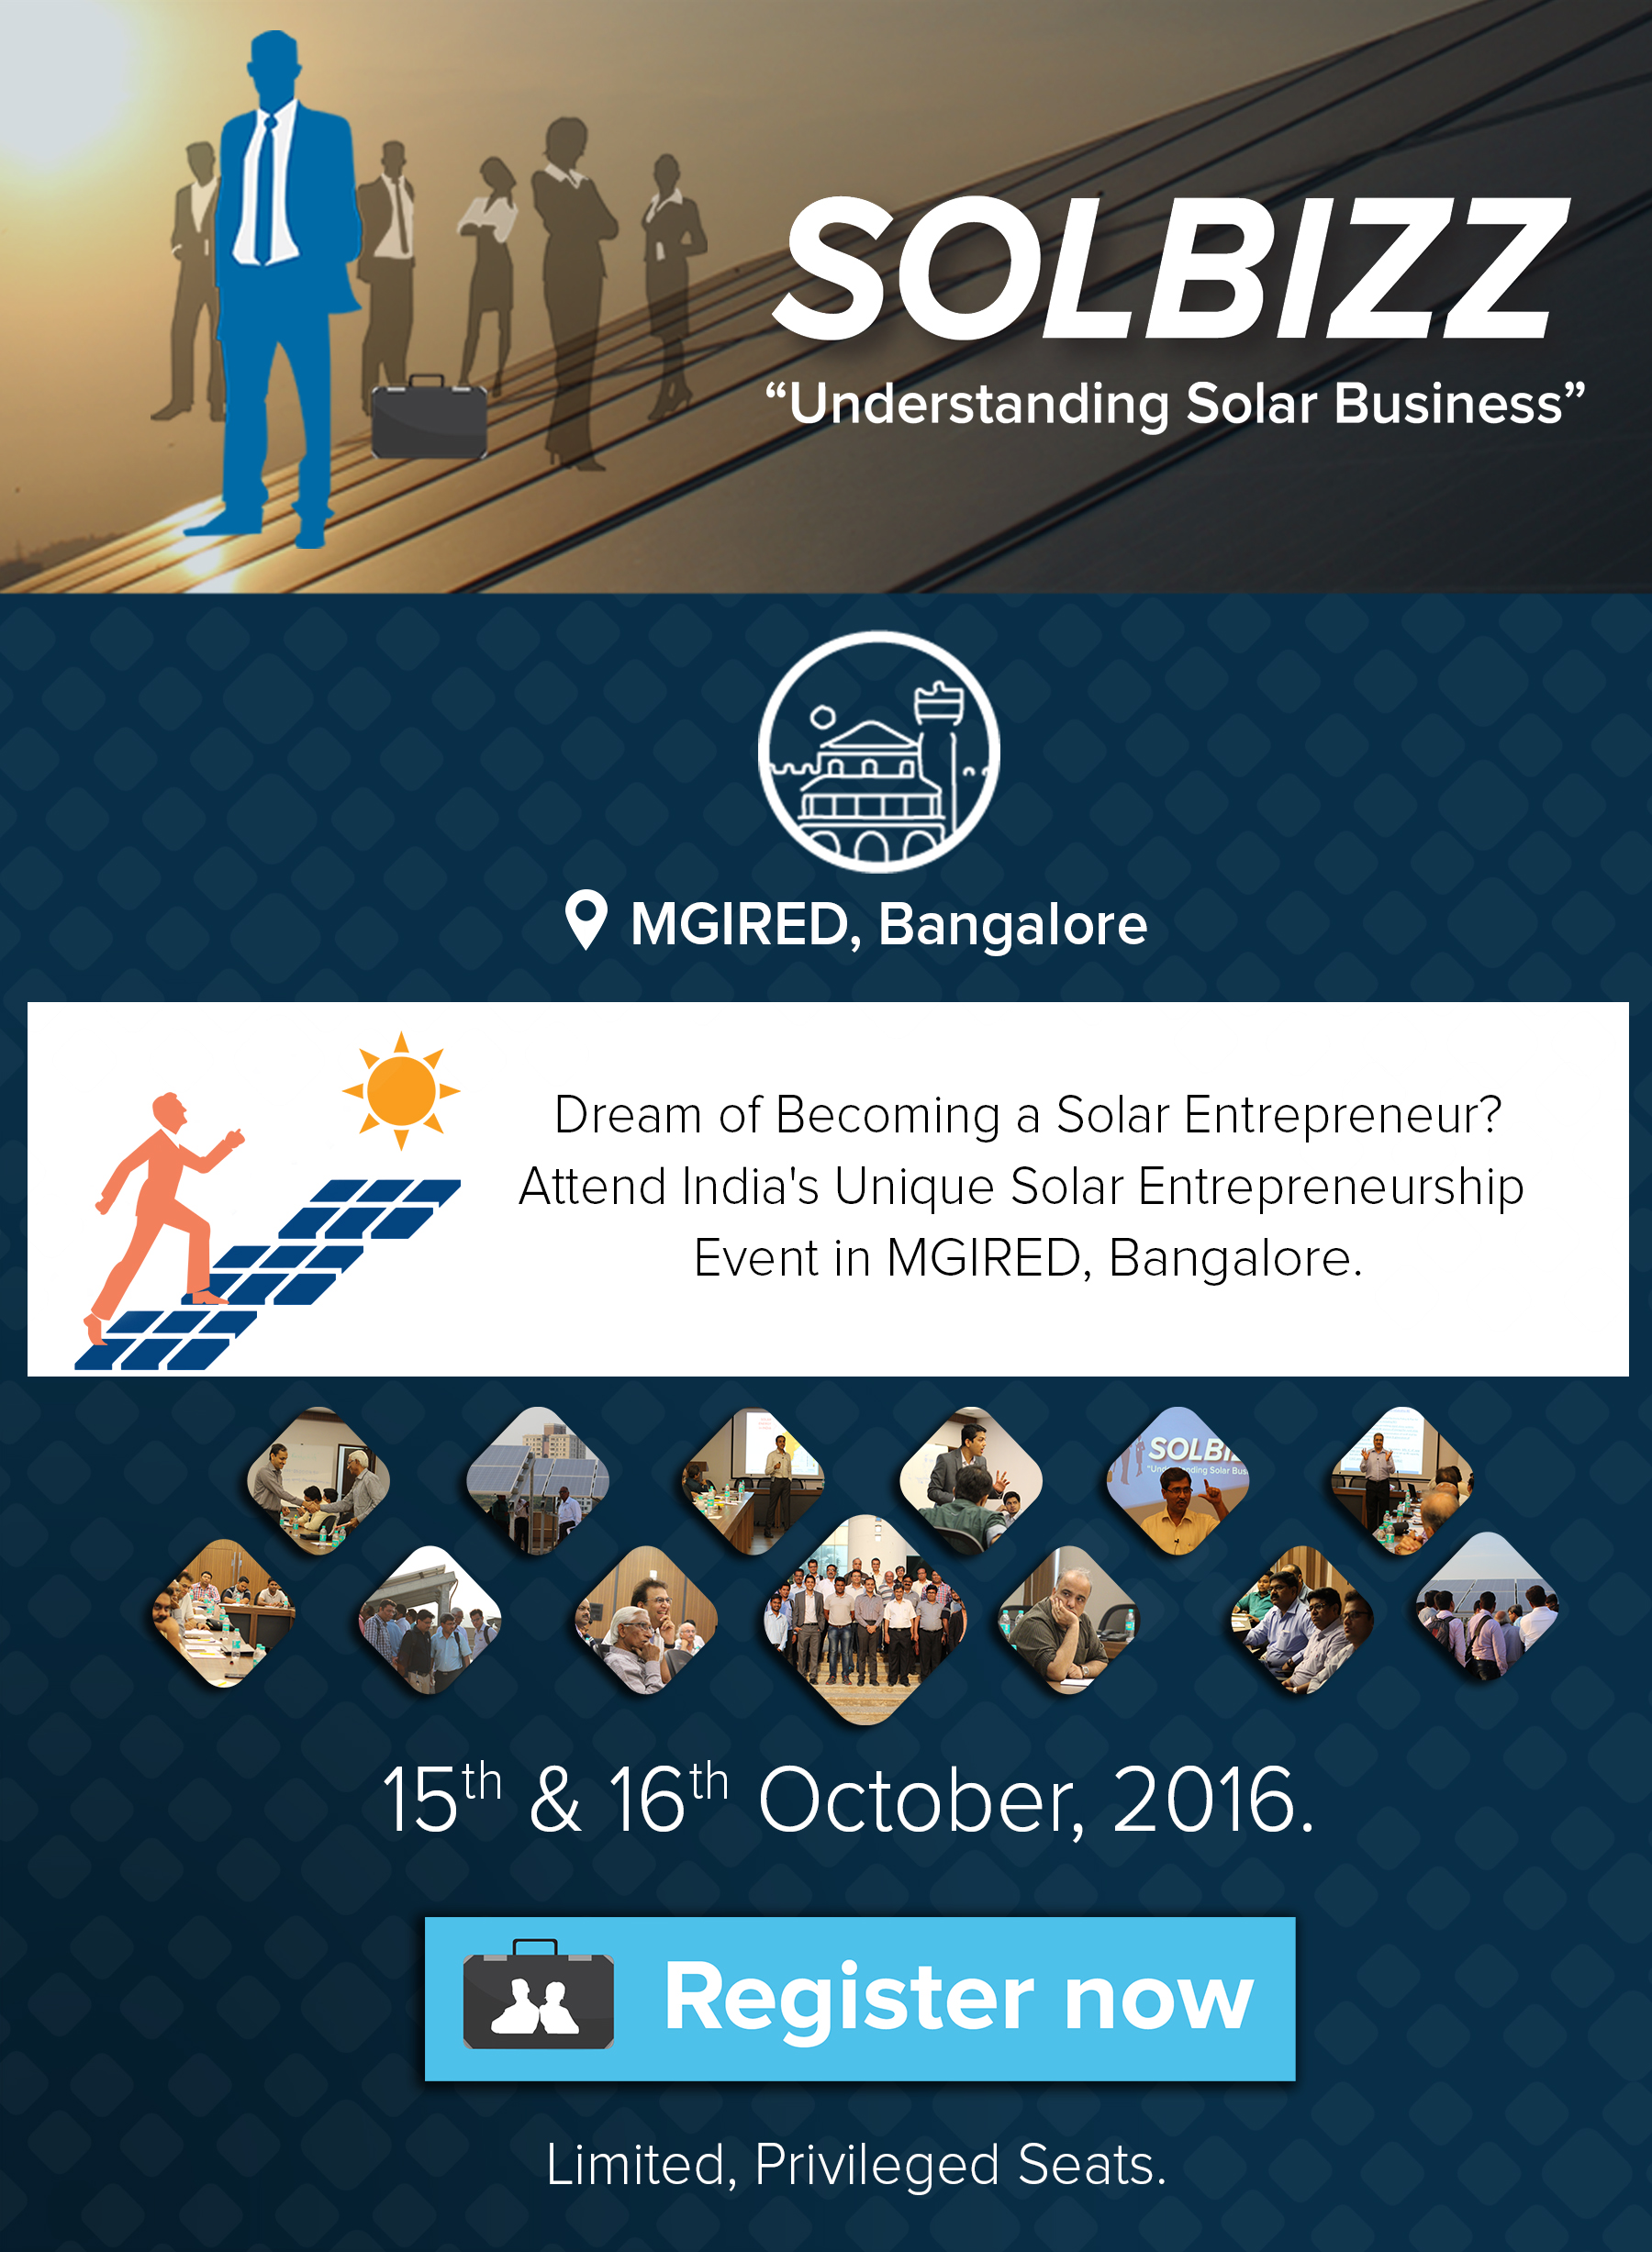 SOLBIZZ
“Understanding Solar Business”
MGIRED, Bangalore
Dream of Becoming a Solar Entrepreneur?
Attend India's Unique Solar Entrepreneurship
Event in MGIRED, Bangalore.
SOLBI
15th & 16th October, 2016.
Register now
Limited, Privileged Seats.